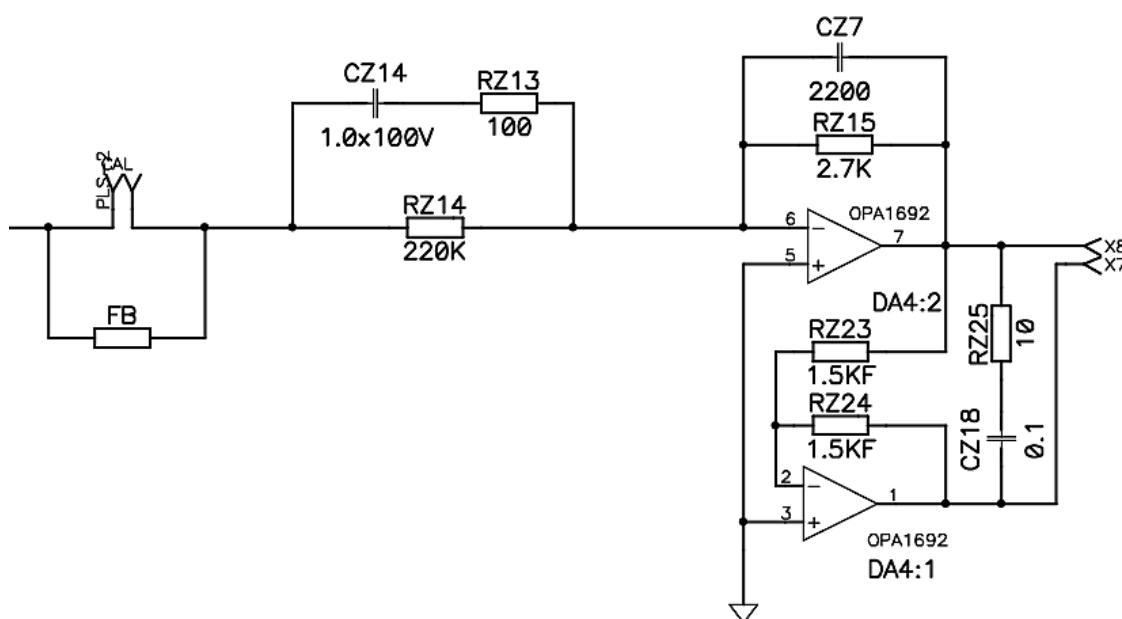 CZ7
2200
CZ14
1.0x100V
RZ13
100
RZ15
2.7K
PLS-2
CAL
RZ14
220K
OPA1692
6
5
7
DA4:2
X8
X7
FB
RZ23
1.5KF
RZ24
1.5KF
RZ25
10
CZ18
0.1
2
3
1
OPA1692
DA4:1